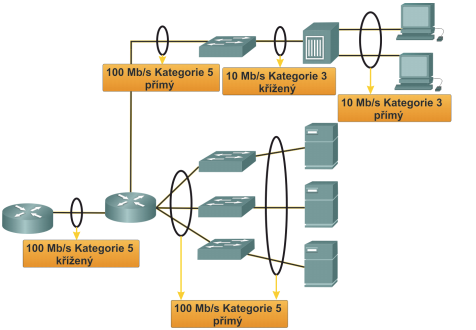 100 Mb/s Kategorie 5
přímý
10 Mb/s Kategorie 3
křížený
10 Mb/s Kategorie 3
přímý
100 Mb/s Kategorie 5
křížený
100 Mb/s Kategorie 5
přímý